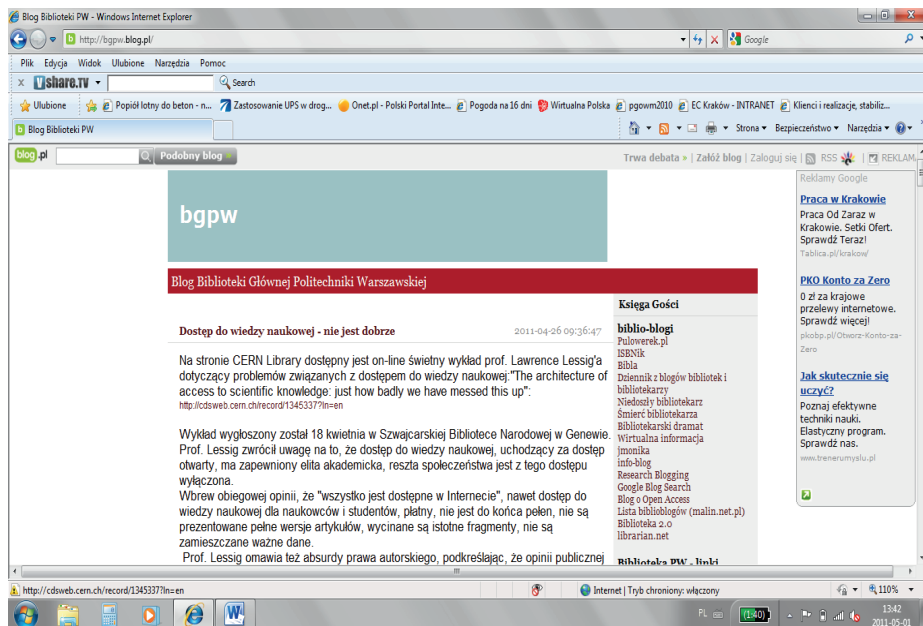 Blog Biblioteki PW - Windows Internet Explorer
http://bgpw.blog.pl/
Google
Plik Edycja Widok Ulubione Narzędzia Pomoc
x Vshare.TV Search
Ulubione Popiół lotny do beton - n... Zastosowanie UPS w drog... Onet.pl - Polski Portal Inte... Pogoda na 16 dni Wirtualna Polska pgowm2010 EC Kraków - INTRANET Klienci i realizacje, stabiliz...
Blog Biblioteki PW
Strona Bezpieczeństwo Narzędzia
blog.pl Podobny blog » Trwa debata » | Załóż blog | Zaloguj się | RSS | REKLAM
bgpw
Blog Biblioteki Głównej Politechniki Warszawskiej
Dostęp do wiedzy naukowej - nie jest dobrze 2011-04-26 09:36:47
Na stronie CERN Library dostępny jest on-line świetny wykład prof. Lawrence Lessig'a
dotyczący problemów związanych z dostępem do wiedzy naukowej:"The architecture of
access to scientific knowledge: just how badly we have messed this up":
http://cdsweb.cern.ch/record/1345337?ln=en
Wykład wygłoszony został 18 kwietnia w Szwajcarskiej Bibliotece Narodowej w Genewie.
Prof. Lessig zwrócił uwagę na to, że dostęp do wiedzy naukowej, uchodzący za dostęp
otwarty, ma zapewniony elita akademicka, reszta społeczeństwa jest z tego dostępu
wyłączona.
Wbrew obiegowej opinii, że "wszystko jest dostępne w Internecie", nawet dostęp do
wiedzy naukowej dla naukowców i studentów, płatny, nie jest do końca pełen, nie są
prezentowane pełne wersje artykułów, wycinane są istotne fragmenty, nie są
zamieszczane ważne dane.
Prof. Lessig omawia też absurdy prawa autorskiego, podkreślając, że opinii publicznej
Księga Gości
biblio-blogi
Pulowerek.pl
ISBNik
Bibla
Dziennik z blogów bibliotek i
bibliotekarzy
Niedoszły bibliotekarz
Śmierć bibliotekarza
Bibliotekarski dramat
Wirtualna informacja
jmonika
info-blog
Research Blogging
Google Blog Search
Blog o Open Access
Lista biblioblogów (malin.net.pl)
Biblioteka 2.0
librarian.net
Biblioteka PW - linki
Reklamy Google
Praca w Krakowie
Praca Od Zaraz w
Krakowie. Setki Ofert.
Sprawdź Teraz!
Tablica.pl/krakow/
PKO Konto za Zero
0 zł za krajowe
przelewy internetowe.
Sprawdź więcej!
pkobp.pl/Otworz-Konto-za-
Zero
Jak skutecznie się
uczyć?
Poznaj efektywne
techniki nauki.
Elastyczny program.
Sprawdź nas.
www.trenerumyslu.pl
http://cdsweb.cern.ch/record/1345337?ln=en Internet | Tryb chroniony: włączony 110%
PL (1:40) 13:42
2011-05-01